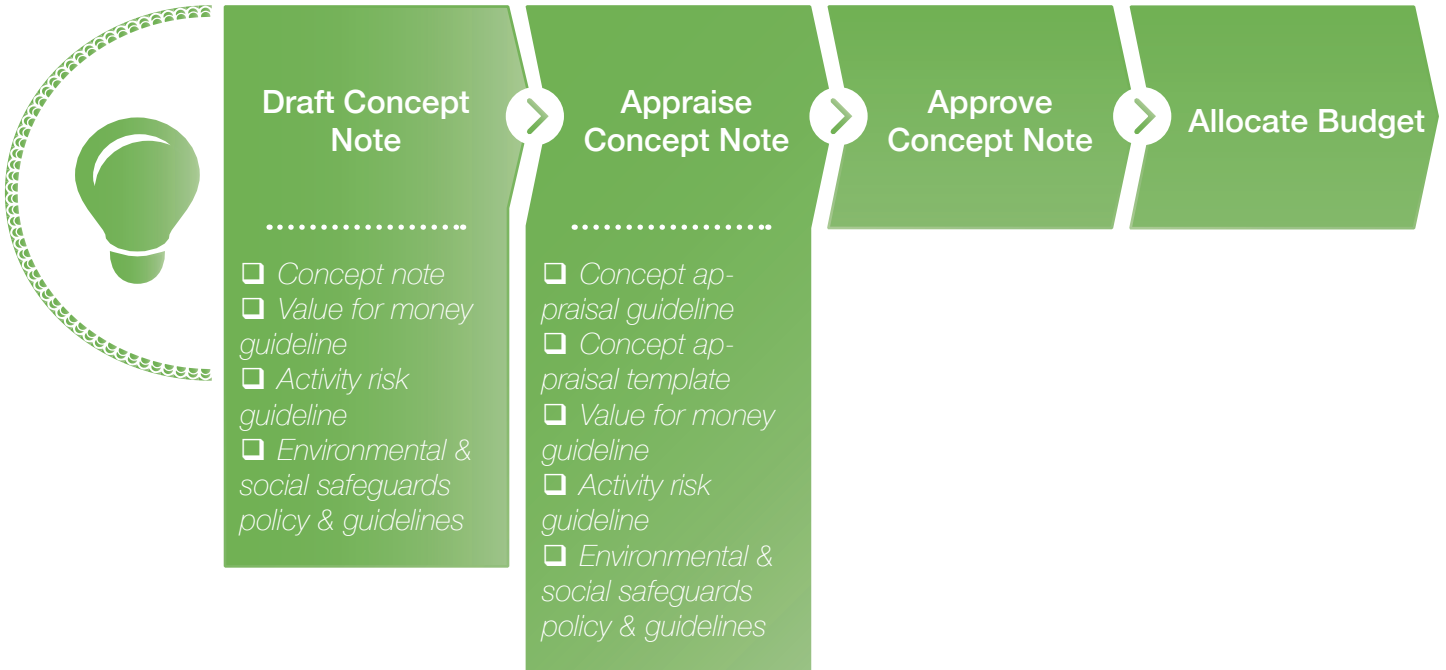 Draft Concept
Note
❑ Concept note
❑ Value for money
guideline
❑ Activity risk
guideline
❑ Environmental &
social safeguards
policy & guidelines
Appraise
Concept Note
❑ Concept ap-
praisal guideline
❑ Concept ap-
praisal template
❑ Value for money
guideline
❑ Activity risk
guideline
❑ Environmental &
social safeguards
policy & guidelines
Approve
Concept Note
Allocate Budget